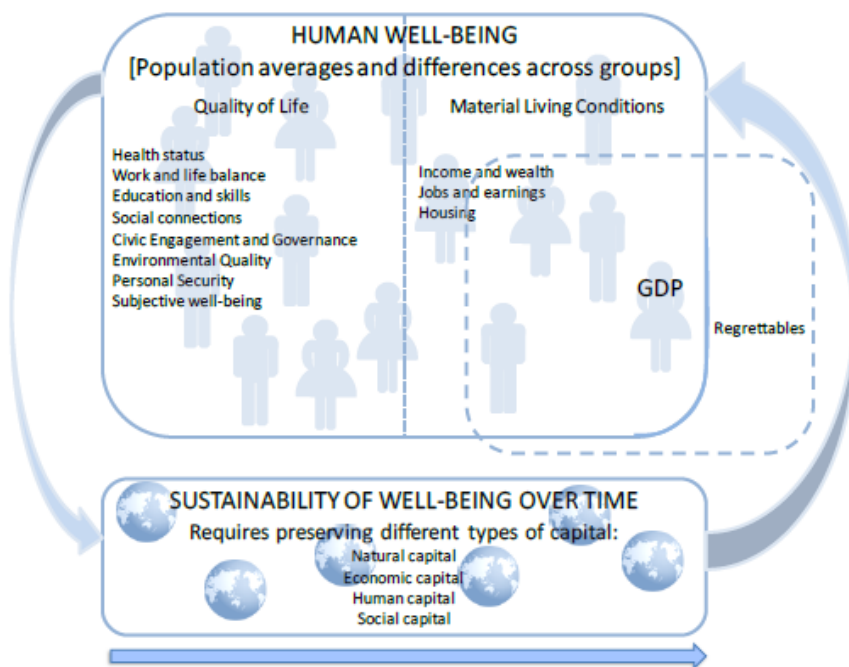 HUMAN WELL-BEING
[Population averages and differences across groups]
Quality of Life
Health status
Work and life balance
Education and skills
Social connections
Civic Engagement and Governance
Environmental Quality
Personal Security
Subjective well-being
Material Living Conditions
Income and wealth
Jobs and earnings
Housing
GDP
Regrettables
SUSTAINABILITY OF WELL-BEING OVER TIME
Requires preserving different types of capital:
Natural capital
Economic capital
Human capital
Social capital